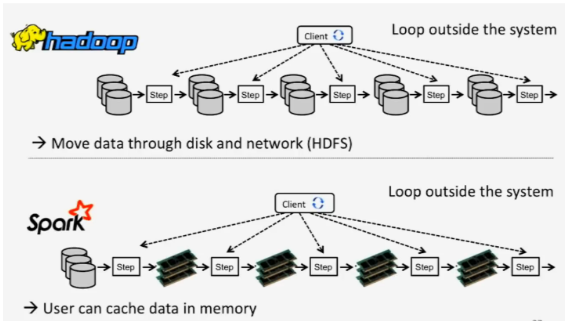 hadoop
Client
Loop outside the system
Step Step Step Step Step
→ Move data through disk and network (HDFS)
Spark
Client
Loop outside the system
Step Step Step Step Step
→ User can cache data in memory